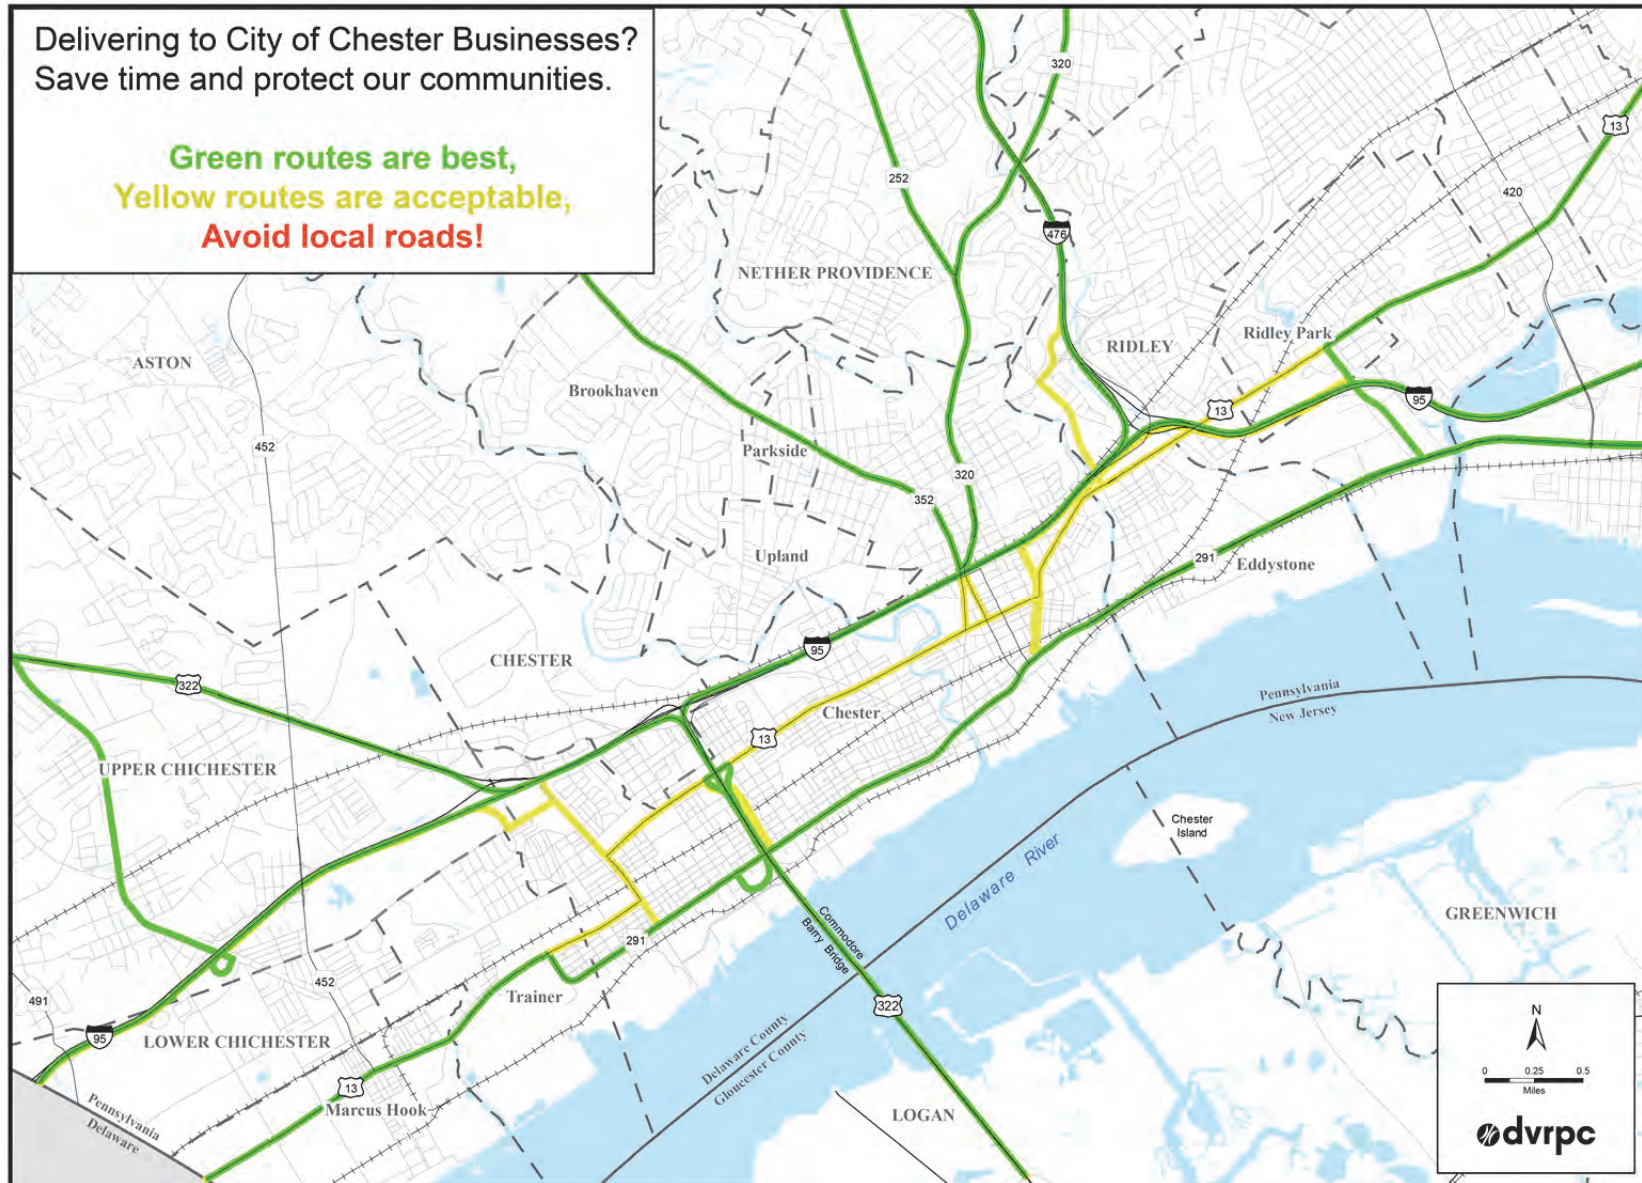 Delivering to City of Chester Businesses?
Save time and protect our communities.
Green routes are best,
Yellow routes are acceptable,
Avoid local roads!
320
13
252
420
476
NETHER PROVIDENCE
RIDLEY
Ridley Park
ASTON
Brookhaven
95
13
452
Parkside
320
352
Upland
291
Eddystone
CHESTER
95
322
Pennsylvania
New Jersey
Chester
13
UPPER CHICHESTER
Chester
Island
Delaware River
GREENWICH
Commodore
Barry Bridge
291
452
491
Trainer
322
95
LOWER CHICHESTER
Delaware County
Gloucester County
13
Marcus Hook
Pennsylvania
Delaware
LOGAN
N
0 0.25 0.5
Miles
dvrpc